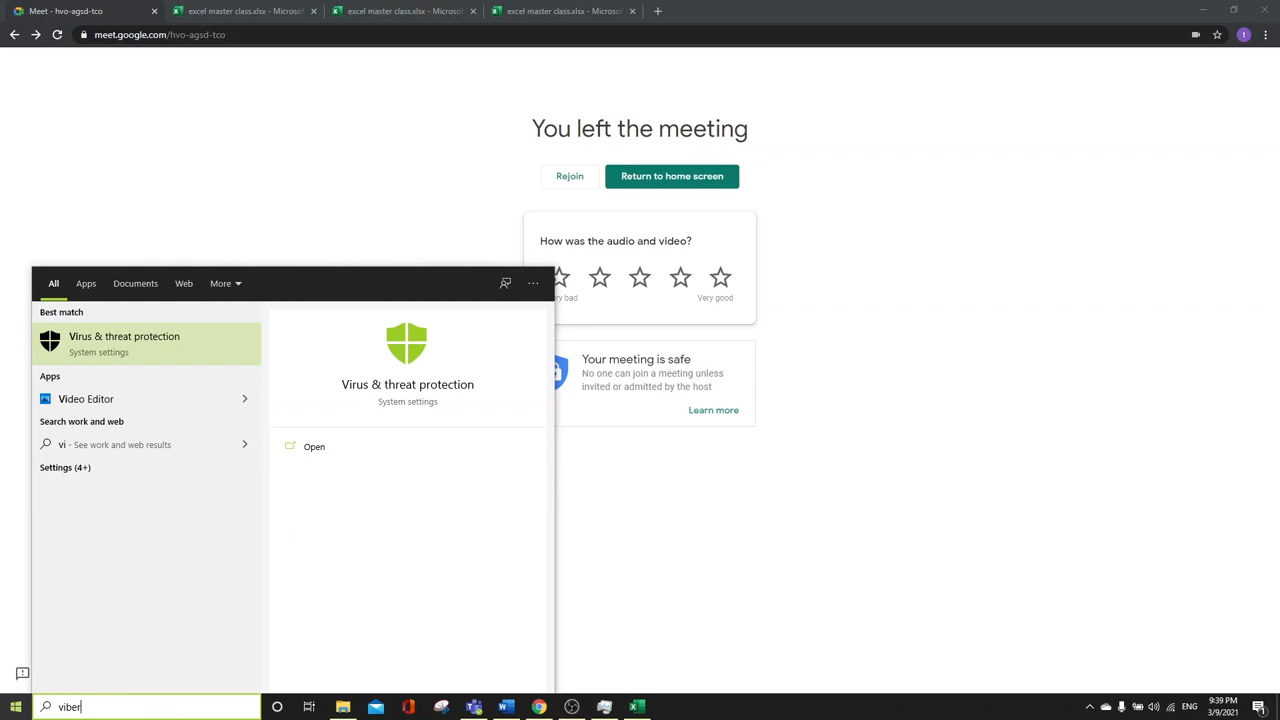 Meet - hvo-agsd-tco
excel master class.xlsx - Microsof
excel master class.xlsx - Microsof
excel master class.xlsx - Microsof
meet.google.com/hvo-agsd-tco
t
You left the meeting
Rejoin
Return to home screen
How was the audio and video?
ry bad
Very good
Your meeting is safe
No one can join a meeting unless
invited or admitted by the host
Learn more
All
Apps
Documents
Web
More
Best match
Virus & threat protection
System settings
Apps
Video Editor
Search work and web
vi - See work and web results
Settings (4+)
Virus & threat protection
System settings
Open
viber
ENG
9:39 PM
3/9/2021